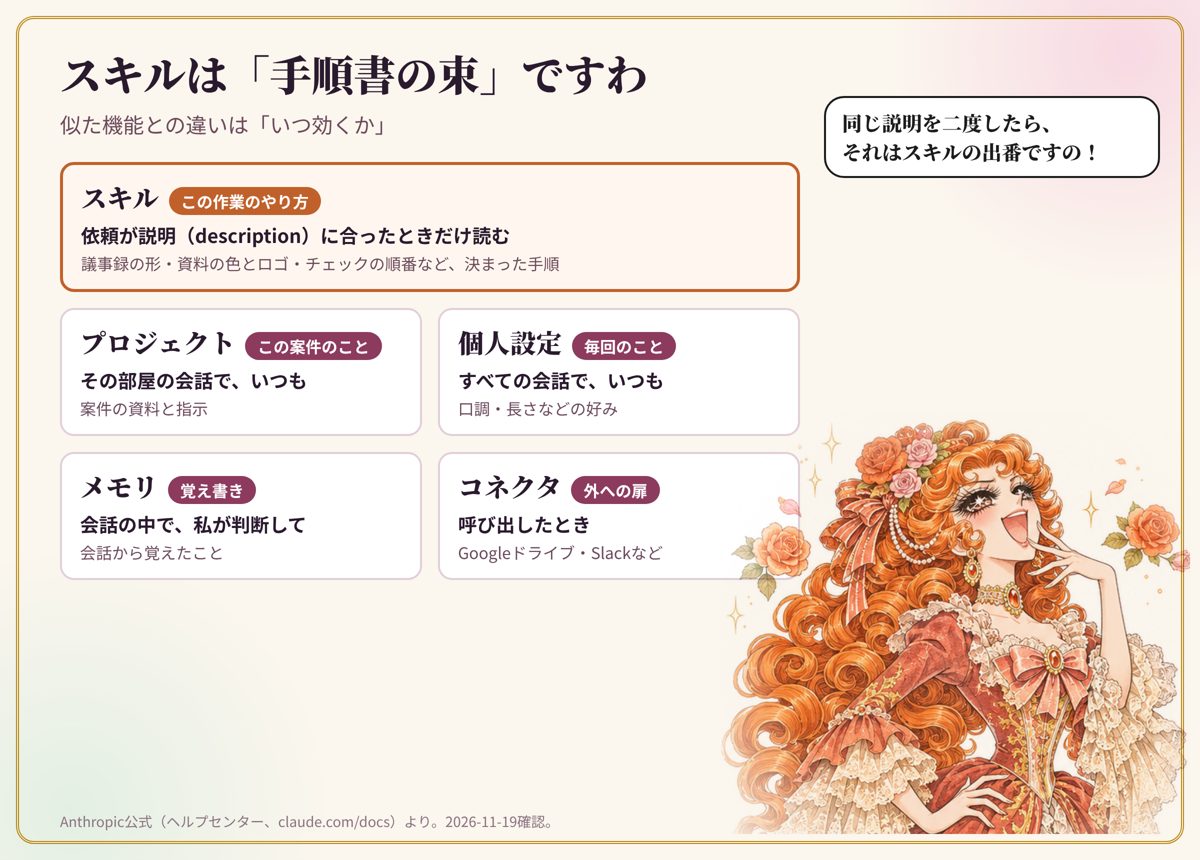 スキルは「手順書の束」ですわ
似た機能との違いは「いつ効くか」
同じ説明を二度したら、
それはスキルの出番ですの！
スキル この作業のやり方
依頼が説明（description）に合ったときだけ読む
議事録の形・資料の色とロゴ・チェックの順番など、決まった手順
プロジェクト この案件のこと
その部屋の会話で、いつも
案件の資料と指示
個人設定 毎回のこと
すべての会話で、いつも
口調・長さなどの好み
メモリ 覚え書き
会話の中で、私が判断して
会話から覚えたこと
コネクタ 外への扉
呼び出したとき
Googleドライブ・Slackなど
Anthropic公式（ヘルプセンター、claude.com/docs）より。2026-11-19確認。